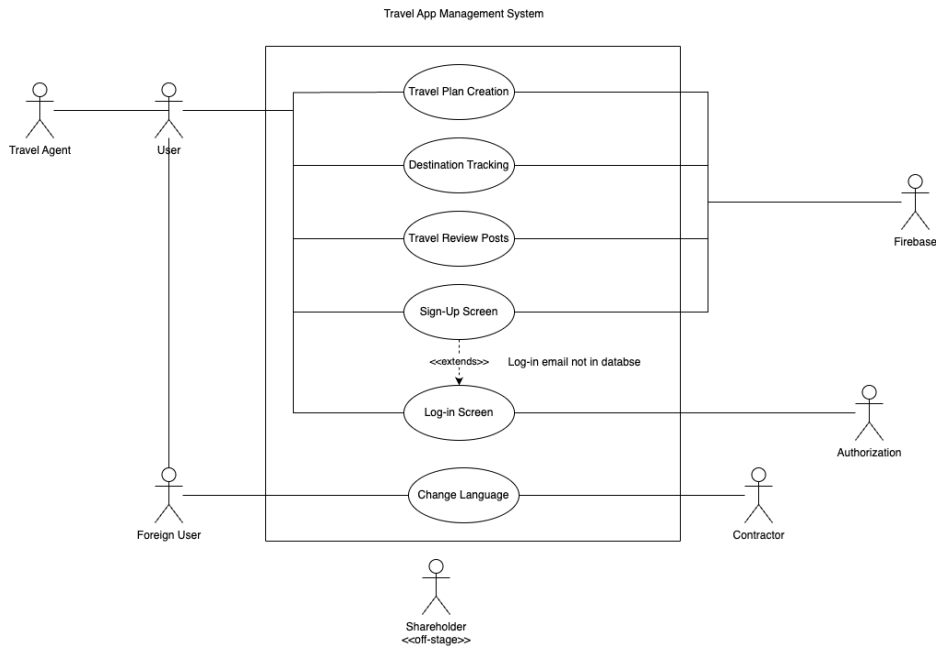 Travel App Management System
Travel Plan Creation
Travel Agent
User
Destination Tracking
Travel Review Posts
Firebase
Sign-Up Screen
<<extends>>
Log-in email not in databse
Log-in Screen
Authorization
Change Language
Foreign User
Contractor
Shareholder
<<off-stage>>